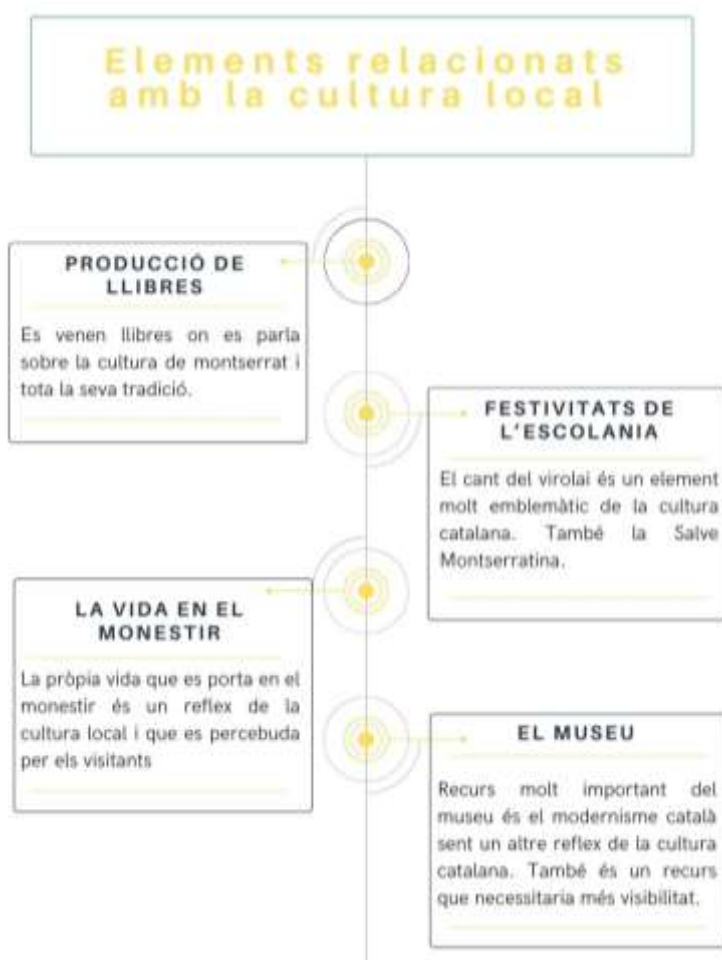 Elements relacionats
amb la cultura local
PRODUCCIÓ DE
LLIBRES
Es venen llibres on es parla
sobre la cultura de montserrat i
tota la seva tradició.
FESTIVITATS DE
L'ESCOLANIA
El cant del virolai és un element
molt emblemàtic de la cultura
catalana. També la Salve
Montserratina.
LA VIDA EN EL
MONESTIR
La pròpia vida que es porta en el
monestir és un reflex de la
cultura local i que es percebuda
per els visitants
EL MUSEU
Recurs molt important del
museu és el modernisme català
sent un altre reflex de la cultura
catalana. També és un recurs
que necessitaria més visibilitat.